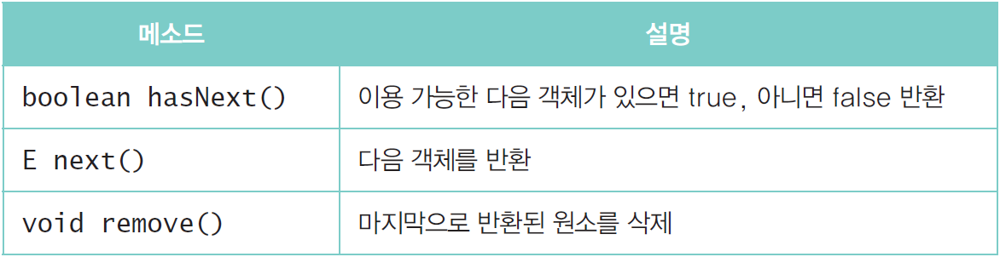 메소드 설명
boolean hasNext() 이용 가능한 다음 객체가 있으면 true, 아니면 false 반환
E next() 다음 객체를 반환
void remove() 마지막으로 반환된 원소를 삭제